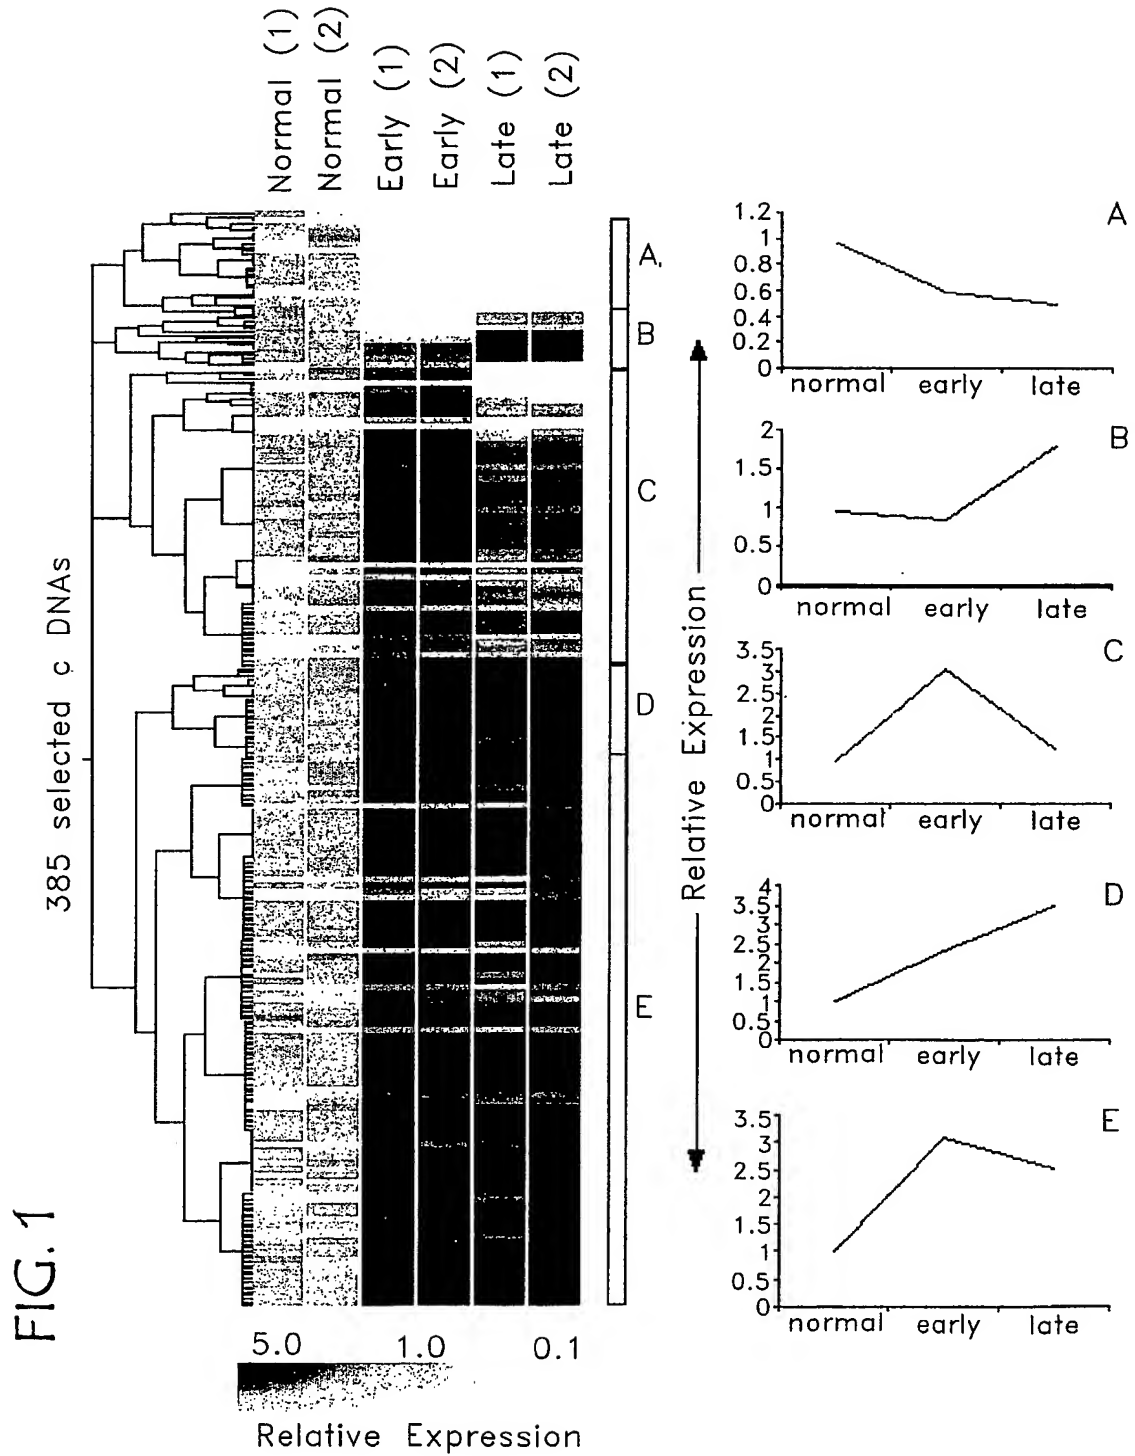 FIG. 1
385 selected c DNAs
Normal (1)
Normal (2)
Early (1)
Early (2)
Late (1)
Late (2)
A.
B
C
D
E
5.0 1.0 0.1
Relative Expression
Relative Expression
A
1.2
1
0.8
0.6
0.4
0.2
0
normal early late
B
2
1.5
1
0.5
0
normal early late
C
3.5
3
2.5
2
1.5
1
0.5
0
normal early late
D
4
3.5
3
2.5
2
1.5
1
0.5
0
normal early late
E
3.5
3
2.5
2
1.5
1
0.5
0
normal early late